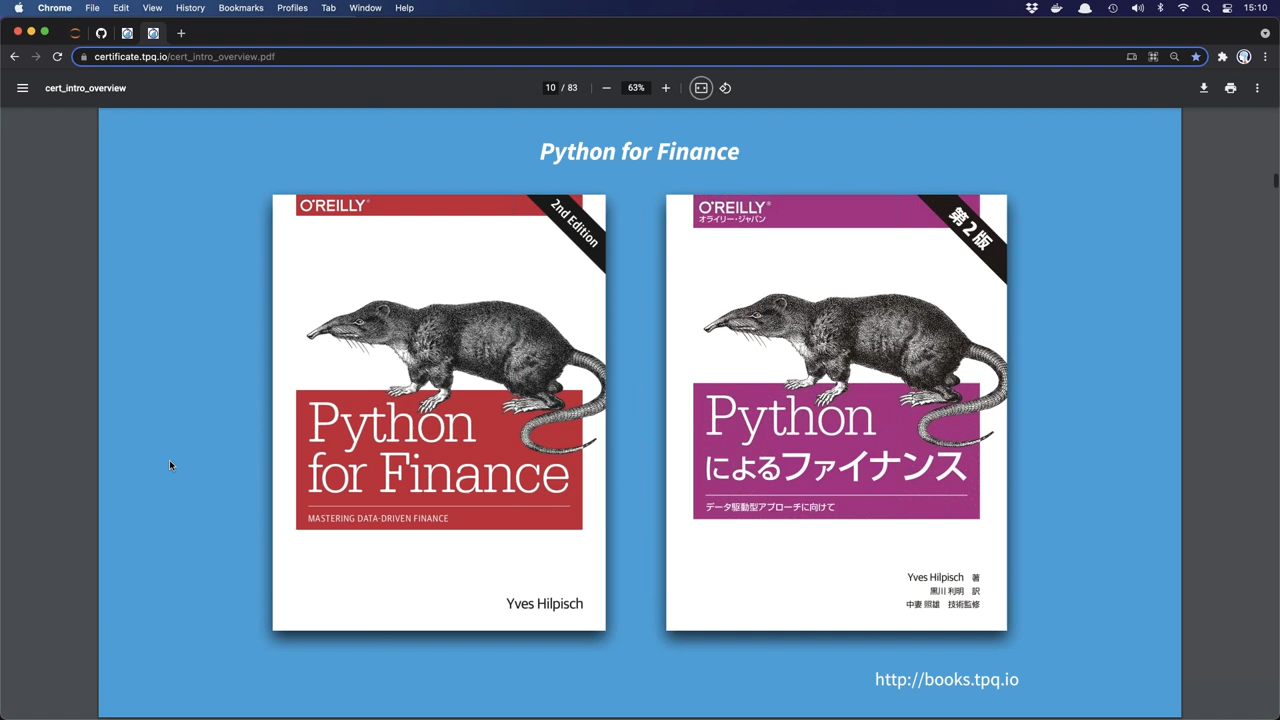 Chrome File Edit View History Bookmarks Profiles Tab Window Help 15:10
certificate.tpq.io/cert_intro_overview.pdf
cert_intro_overview 10 / 83 63%
Python for Finance
O'REILLY®
2nd Edition
Python
for Finance
MASTERING DATA-DRIVEN FINANCE
Yves Hilpisch
O'REILLY®
オライリー・ジャパン
第2版
Python
によるファイナンス
データ駆動型アプローチに向けて
Yves Hilpisch 著
黒川 利明 訳
中妻 照雄 技術監修
http://books.tpq.io